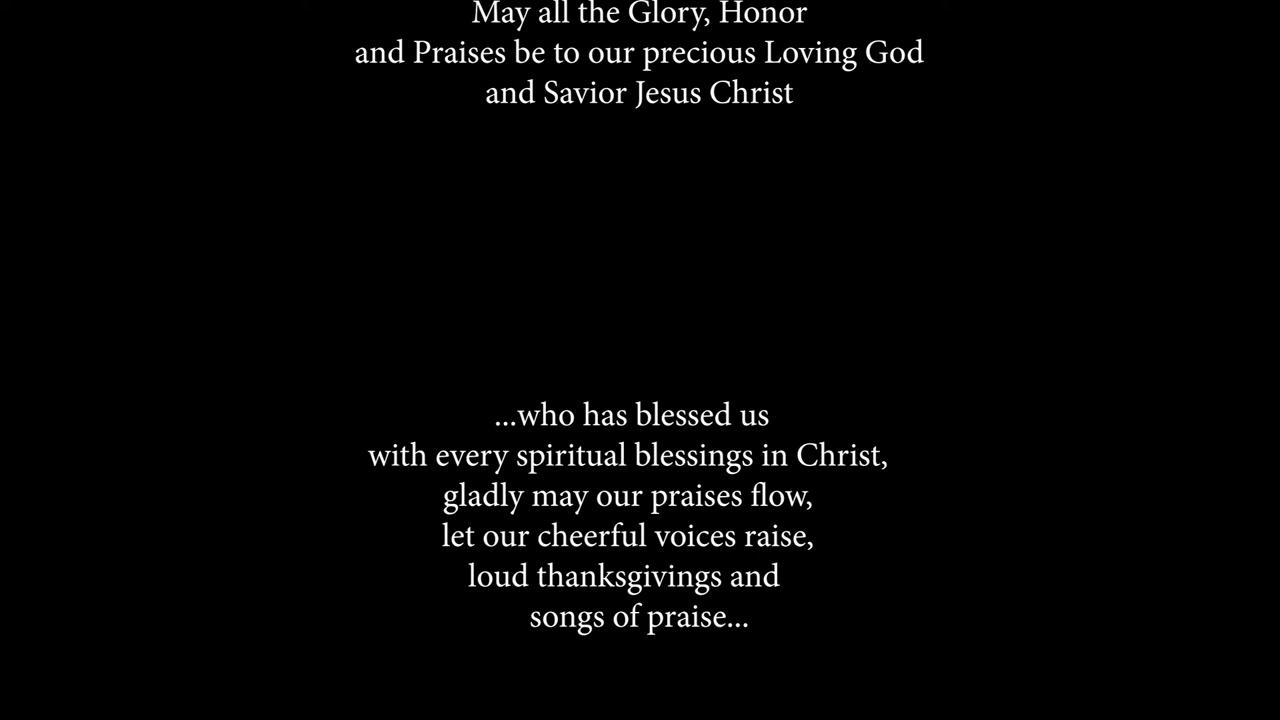 May all the Glory, Honor
and Praises be to our precious Loving God
and Savior Jesus Christ
...who has blessed us
with every spiritual blessings in Christ,
gladly may our praises flow,
let our cheerful voices raise,
loud thanksgivings and
songs of praise...